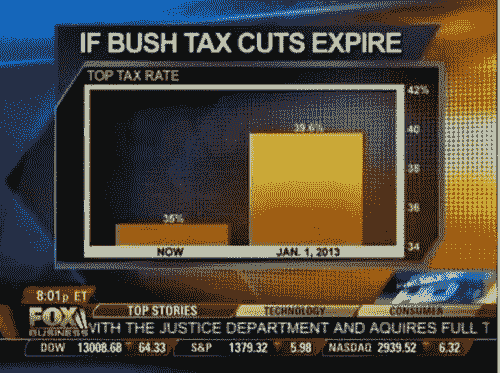 IF BUSH TAX CUTS EXPIRE
TOP TAX RATE
42%
40
38
36
34
35%
39.6%
NOW
JAN. 1, 2013
8:01p ET
FOX
BUSINESS
TOP STORIES
TECHNOLOGY
CONSUMER
WITH THE JUSTICE DEPARTMENT AND AQUIRES FULL T
DOW 13008.68 ▼ 64.33 S&P 1379.32 ▼ 5.98 NASDAQ 2939.52 ▼ 6.32